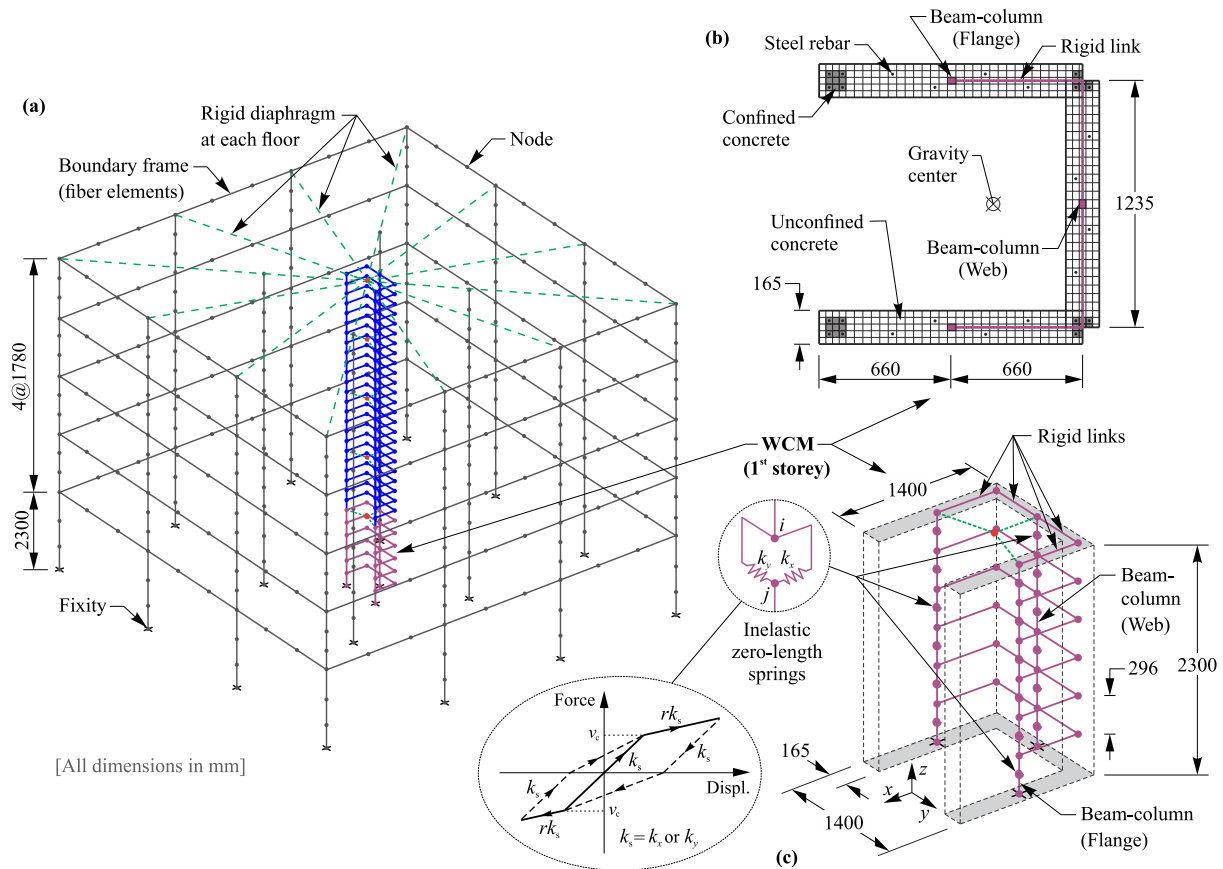 (a)
Rigid diaphragm
at each floor
Node
Boundary frame
(fiber elements)
4@1780
2300
Fixity
[All dimensions in mm]
(b)
Beam-column
(Flange)
Steel rebar
Rigid link
Confined
concrete
Gravity
center
1235
Unconfined
concrete
Beam-column
(Web)
165
660
660
WCM
(1st storey)
Rigid links
1400
i
ky
kx
j
Inelastic
zero-length
springs
Beam-
column
(Web)
296
2300
165
1400
z
x
y
Beam-column
(Flange)
(c)
Force
rks
vc
ks
ks
ks
Displ.
rks
vc
ks = kx or ky